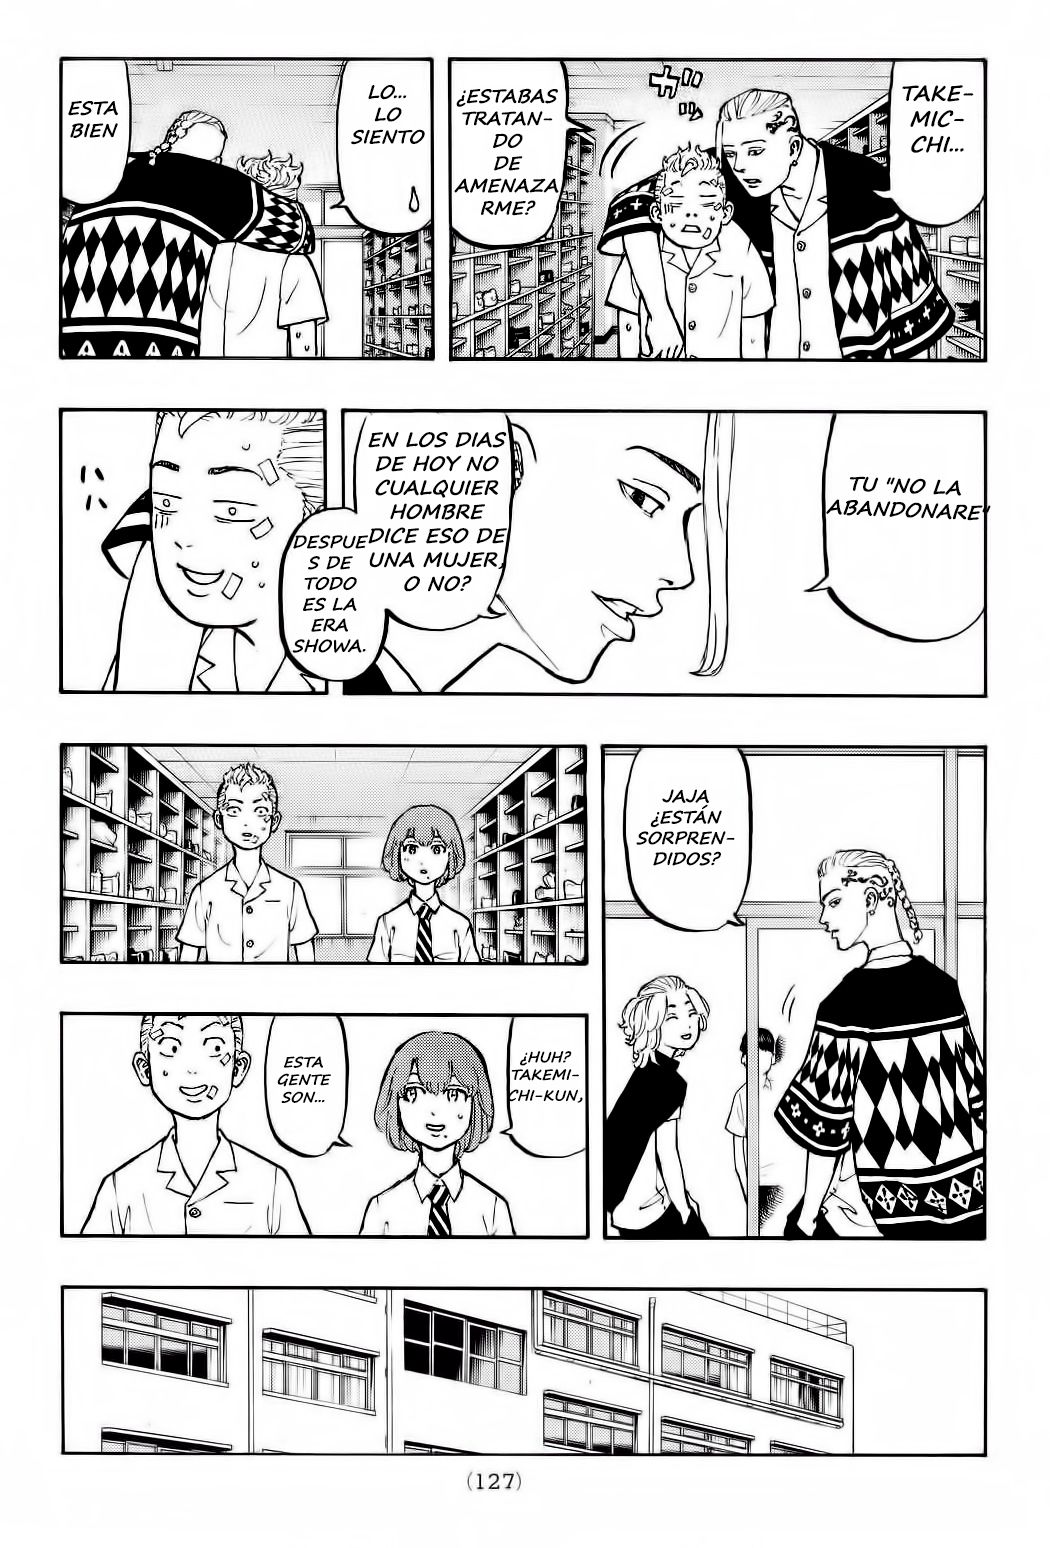 TAKE-
MIC-
CHI...
¿ESTABAS
TRATAN-
DO
DE
AMENAZA
RME?
LO...
LO
SIENTO
ESTA
BIEN
TU "NO LA
ABANDONARE"
EN LOS DIAS
DE HOY NO
CUALQUIER
HOMBRE
DICE ESO DE
UNA MUJER,
O NO?
DESPUE
S DE
TODO
ES LA
ERA
SHOWA.
JAJA
¿ESTÁN
SORPREN-
DIDOS?
¿HUH?
TAKEMI-
CHI-KUN,
ESTA
GENTE
SON...
(127)